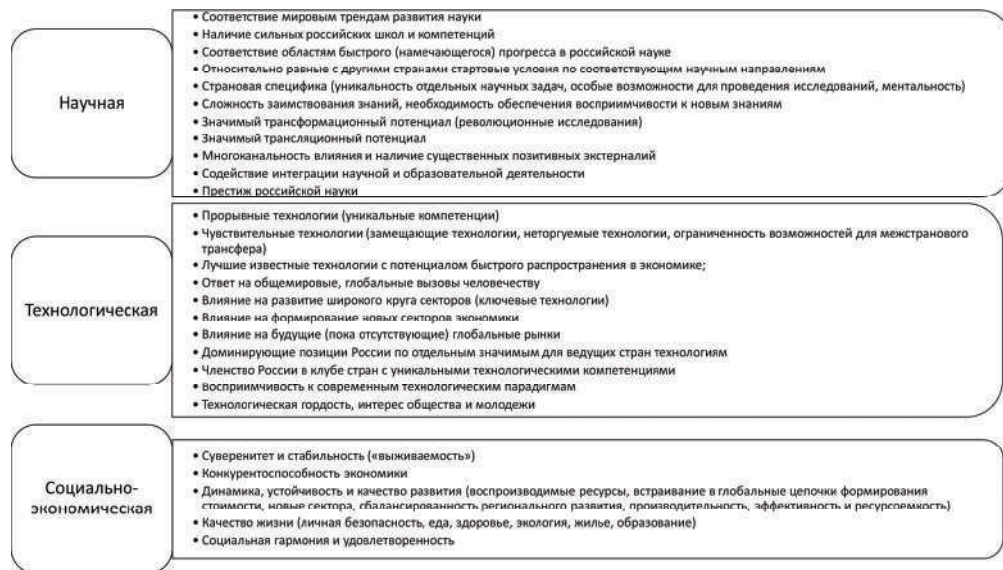 Научная
• Соответствие мировым трендам развития науки
• Наличие сильных российских школ и компетенций
• Соответствие областям быстрого (намечающегося) прогресса в российской науке
• Относительно равные с другими странами стартовые условия по соответствующим научным направлениям
• Страновая специфика (уникальность отдельных научных задач, особые возможности для проведения исследований, ментальность)
• Сложность заимствования знаний, необходимость обеспечения восприимчивости к новым знаниям
• Значимый трансформационный потенциал (революционные исследования)
• Значимый трансляционный потенциал
• Многоканальность влияния и наличие существенных позитивных экстерналий
• Содействие интеграции научной и образовательной деятельности
• Престиж российской науки
Технологическая
• Прорывные технологии (уникальные компетенции)
• Чувствительные технологии (замещающие технологии, неторгуемые технологии, ограниченность возможностей для межстранового
трансфера)
• Лучшие известные технологии с потенциалом быстрого распространения в экономике;
• Ответ на общемировые, глобальные вызовы человечеству
• Влияние на развитие широкого круга секторов (ключевые технологии)
• Влияние на формирование новых секторов экономики
• Влияние на будущие (пока отсутствующие) глобальные рынки
• Доминирующие позиции России по отдельным значимым для ведущих стран технологиям
• Членство России в клубе стран с уникальными технологическими компетенциями
• Восприимчивость к современным технологическим парадигмам
• Технологическая гордость, интерес общества и молодежи
Социально-
экономическая
• Суверенитет и стабильность («выживаемость»)
• Конкурентоспособность экономики
• Динамика, устойчивость и качество развития (воспроизводимые ресурсы, встраивание в глобальные цепочки формирования
стоимости, новые сектора, сбалансированность регионального развития, производительность, эффективность и ресурсоемкость)
• Качество жизни (личная безопасность, еда, здоровье, экология, жилье, образование)
• Социальная гармония и удовлетворенность